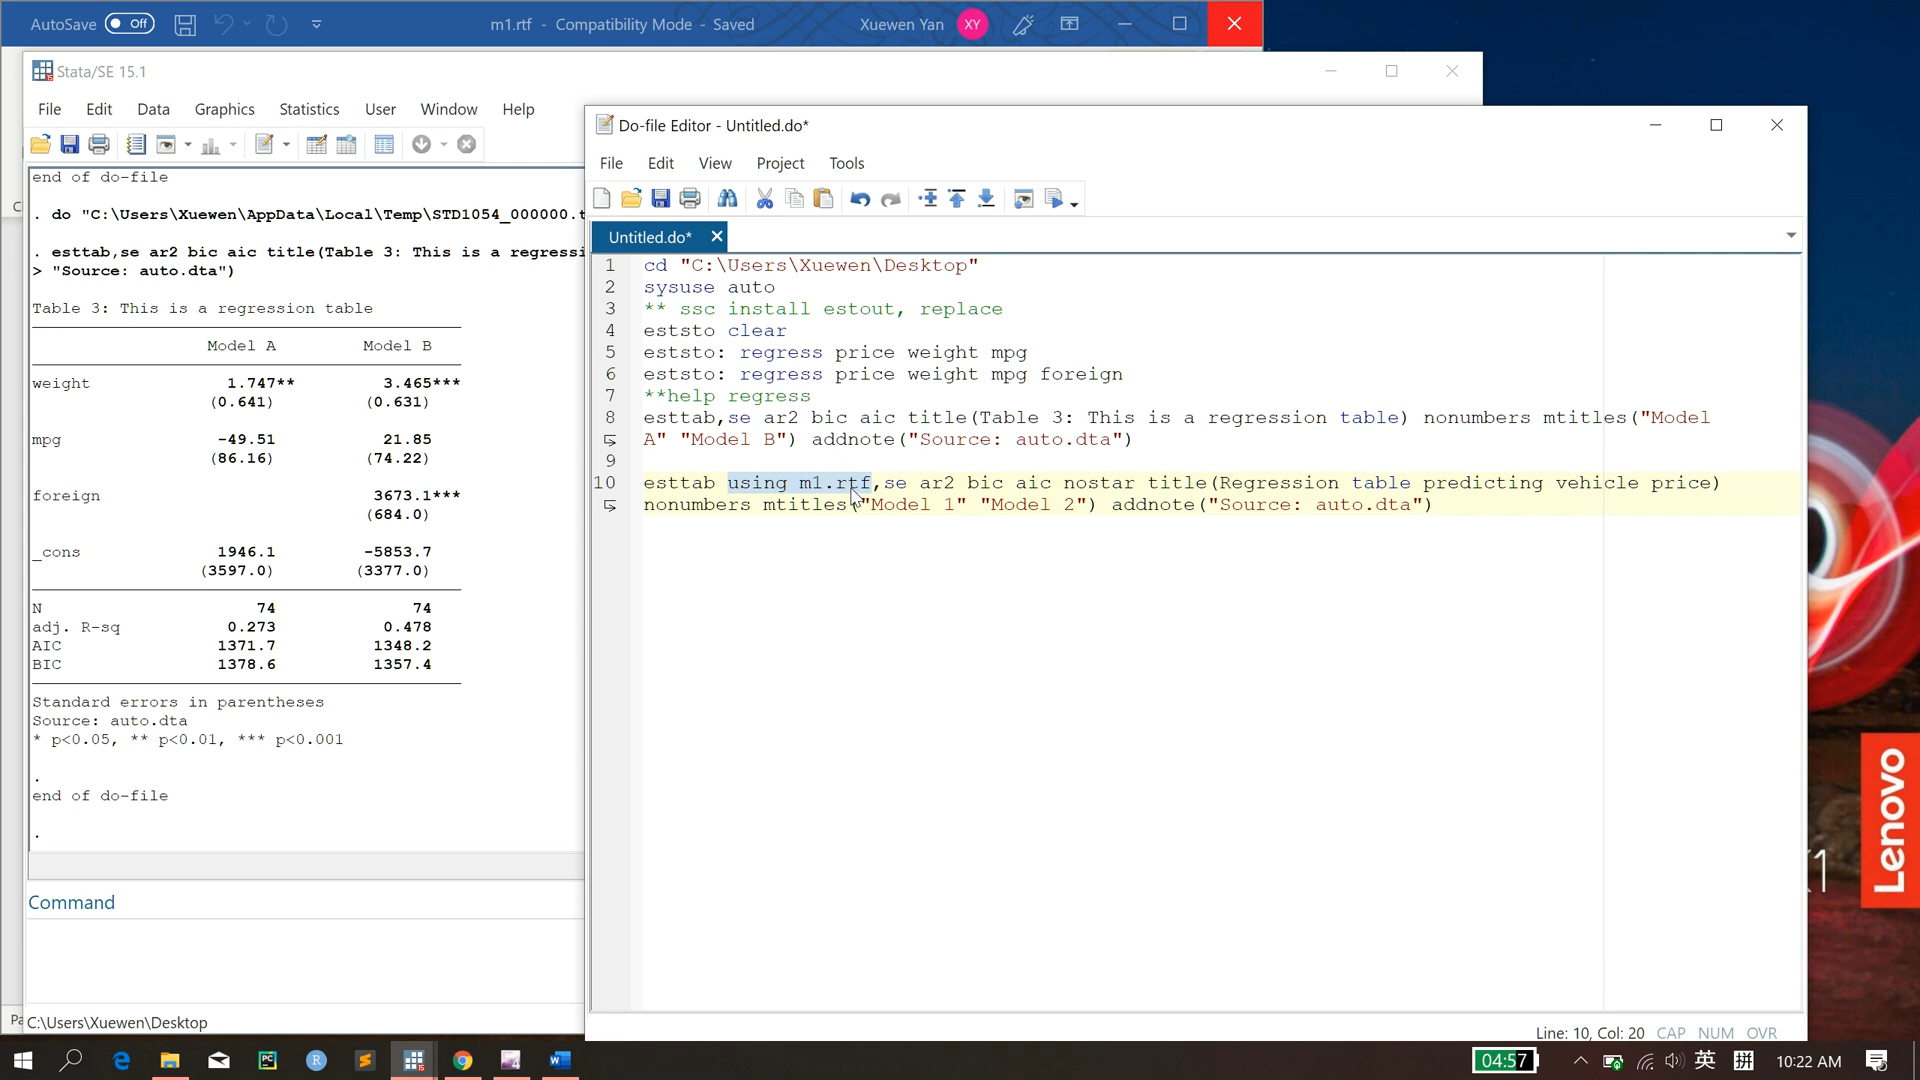 AutoSave Off m1.rtf - Compatibility Mode - Saved Xuewen Yan XY
Stata/SE 15.1
File Edit Data Graphics Statistics User Window Help
end of do-file
. do "C:\Users\Xuewen\AppData\Local\Temp\STD1054_000000.t
. esttab,se ar2 bic aic title(Table 3: This is a regressi
> "Source: auto.dta")
Table 3: This is a regression table
Model A Model B
weight 1.747** 3.465***
(0.641) (0.631)
mpg -49.51 21.85
(86.16) (74.22)
foreign 3673.1***
(684.0)
_cons 1946.1 -5853.7
(3597.0) (3377.0)
N 74 74
adj. R-sq 0.273 0.478
AIC 1371.7 1348.2
BIC 1378.6 1357.4
Standard errors in parentheses
Source: auto.dta
* p<0.05, ** p<0.01, *** p<0.001
.
end of do-file
.
Command
C:\Users\Xuewen\Desktop
Do-file Editor - Untitled.do*
File Edit View Project Tools
Untitled.do*
1 cd "C:\Users\Xuewen\Desktop"
2 sysuse auto
3 ** ssc install estout, replace
4 eststo clear
5 eststo: regress price weight mpg
6 eststo: regress price weight mpg foreign
7 **help regress
8 esttab,se ar2 bic aic title(Table 3: This is a regression table) nonumbers mtitles("Model
A" "Model B") addnote("Source: auto.dta")
9
10 esttab using m1.rtf,se ar2 bic aic nostar title(Regression table predicting vehicle price)
nonumbers mtitles("Model 1" "Model 2") addnote("Source: auto.dta")
Line: 10, Col: 20 CAP NUM OVR
Lenovo
X1
Pa
04:57 英 拼 10:22 AM